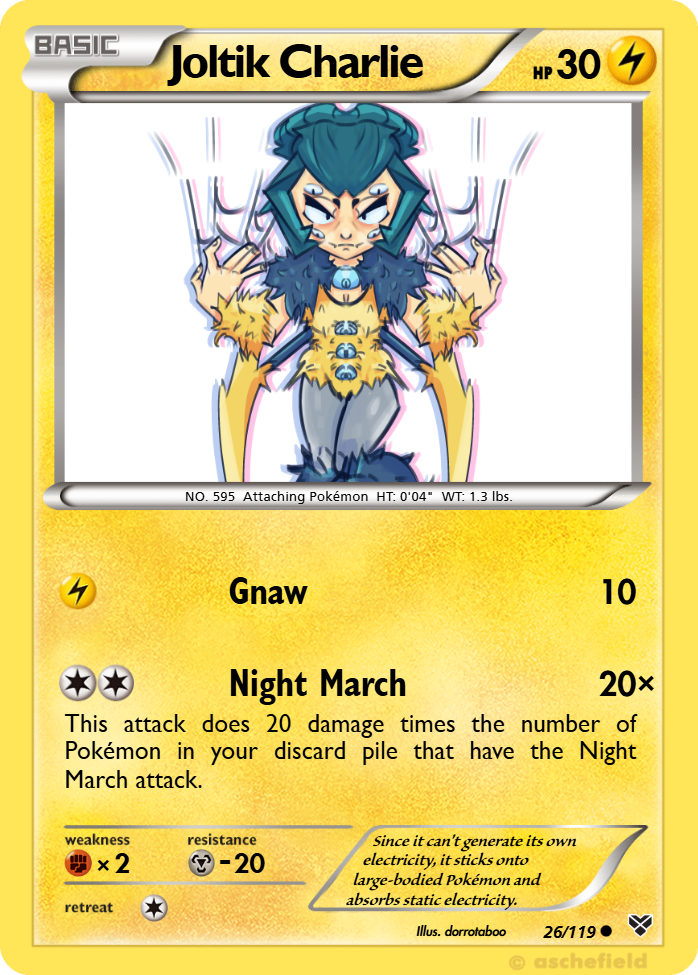 BASIC
Joltik Charlie
HP 30
NO. 595 Attaching Pokémon HT: 0'04" WT: 1.3 lbs.
Gnaw 10
Night March 20×
This attack does 20 damage times the number of
Pokémon in your discard pile that have the Night
March attack.
weakness resistance
× 2 -20
retreat
Since it can't generate its own
electricity, it sticks onto
large-bodied Pokémon and
absorbs static electricity.
Illus. dorrotaboo 26/119
© aschefield